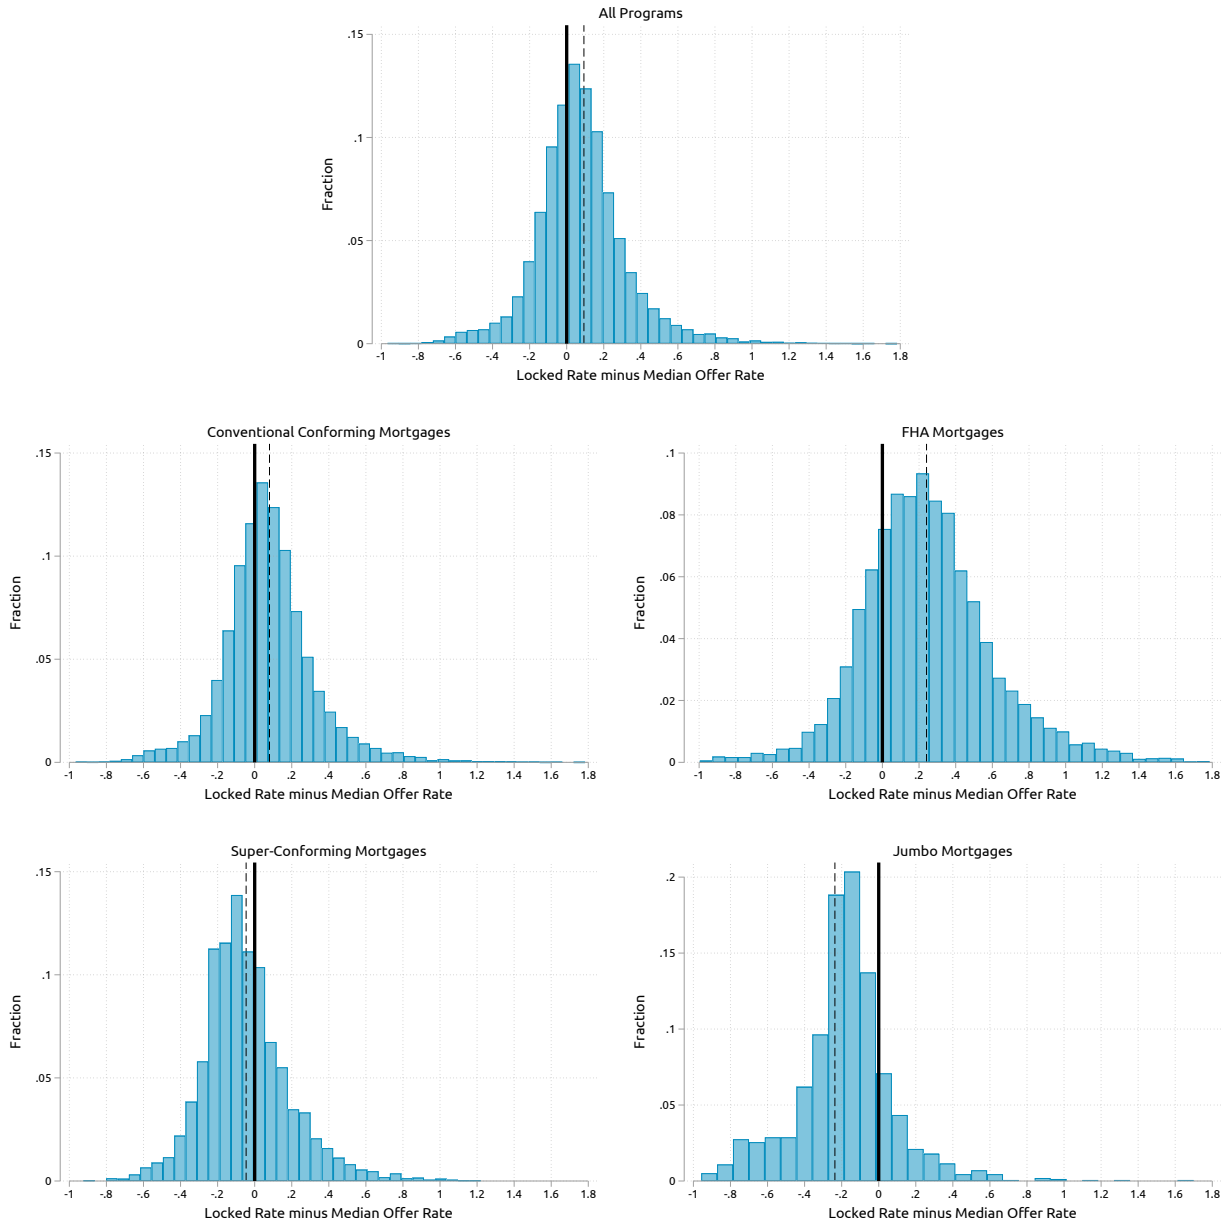 All Programs
.15
.1
.05
0
Fraction
-1 -.8 -.6 -.4 -.2 0 .2 .4 .6 .8 1 1.2 1.4 1.6 1.8
Locked Rate minus Median Offer Rate
Conventional Conforming Mortgages
.15
.1
.05
0
Fraction
-1 -.8 -.6 -.4 -.2 0 .2 .4 .6 .8 1 1.2 1.4 1.6 1.8
Locked Rate minus Median Offer Rate
FHA Mortgages
.1
.08
.06
.04
.02
0
Fraction
-1 -.8 -.6 -.4 -.2 0 .2 .4 .6 .8 1 1.2 1.4 1.6 1.8
Locked Rate minus Median Offer Rate
Super-Conforming Mortgages
.15
.1
.05
0
Fraction
-1 -.8 -.6 -.4 -.2 0 .2 .4 .6 .8 1 1.2 1.4 1.6 1.8
Locked Rate minus Median Offer Rate
Jumbo Mortgages
.2
.15
.1
.05
0
Fraction
-1 -.8 -.6 -.4 -.2 0 .2 .4 .6 .8 1 1.2 1.4 1.6 1.8
Locked Rate minus Median Offer Rate